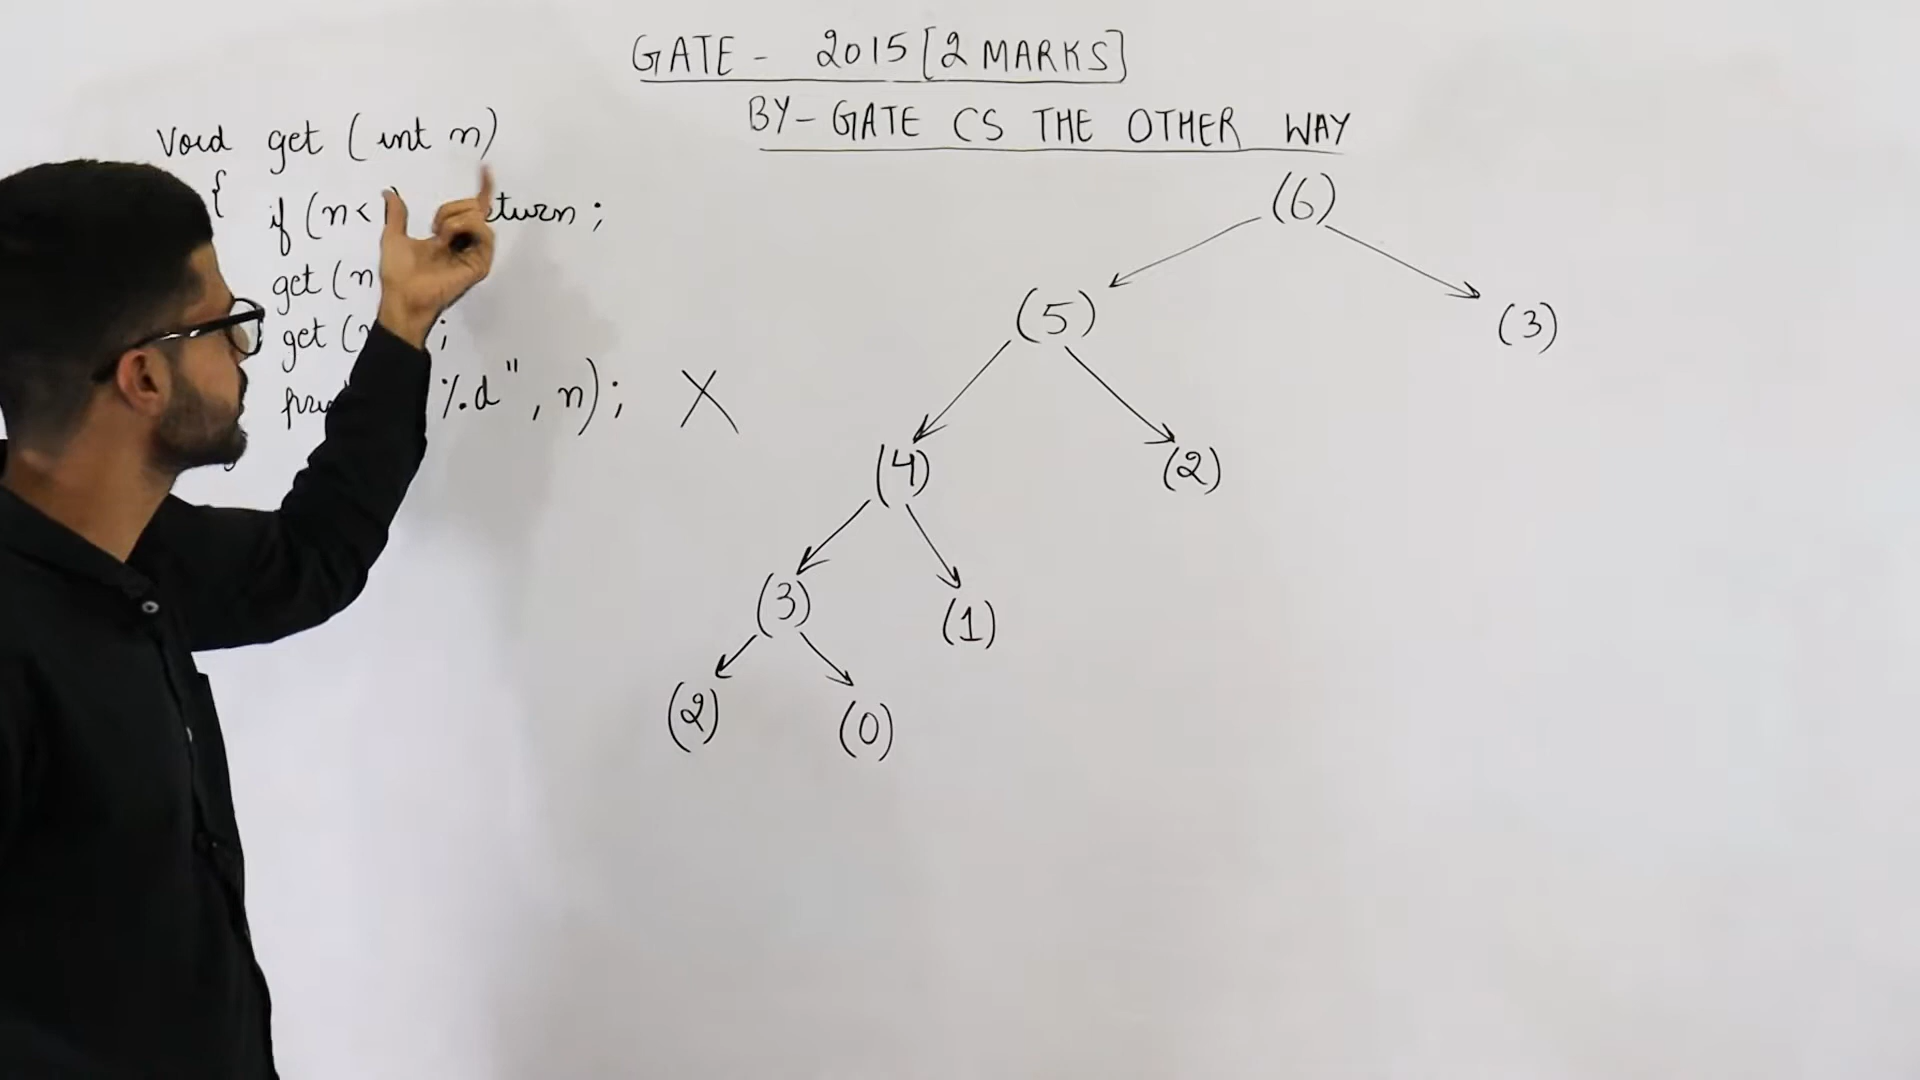 GATE - 2015 [2 MARKS]
BY- GATE CS THE OTHER WAY
Void get (int n)
{ if (n<1) ;
get (n
get ( ;
%d", n); X
(6)
(5) (3)
(4) (2)
(3) (1)
(2) (0)